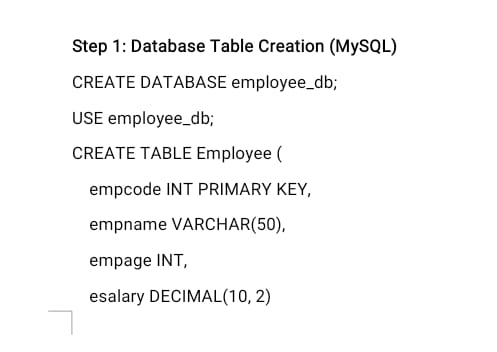 Step 1: Database Table Creation (MySQL)
CREATE DATABASE employee_db;
USE employee_db;
CREATE TABLE Employee (
empcode INT PRIMARY KEY,
empname VARCHAR(50),
empage INT,
esalary DECIMAL(10, 2)